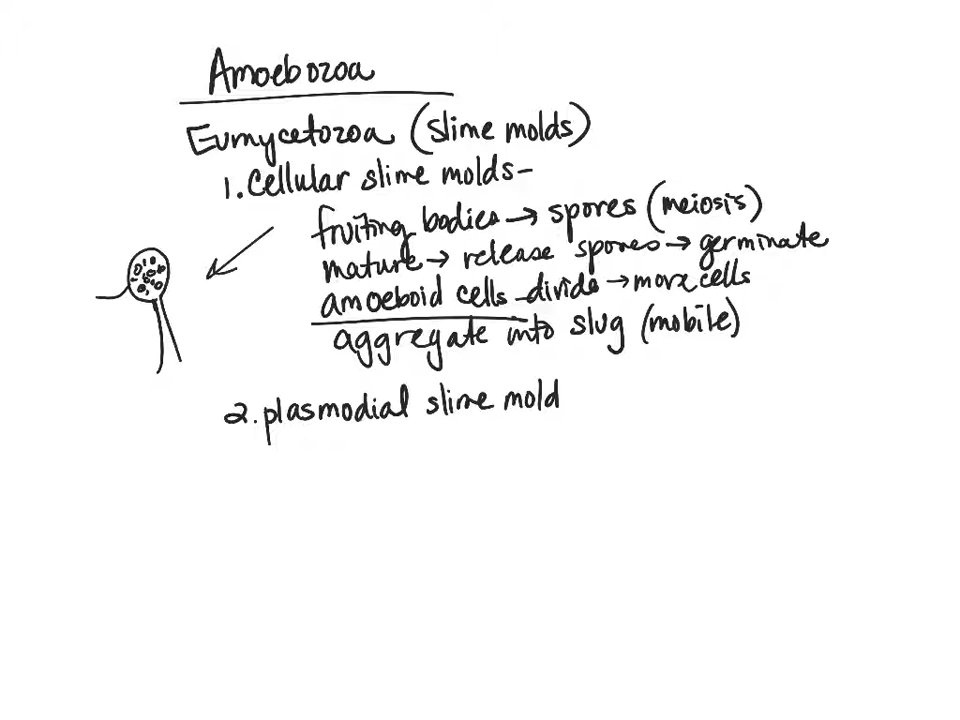 Amoebozoa
Eumycetozoa (slime molds)
1. Cellular slime molds-
fruiting bodies → spores (meiosis)
mature → release spores → germinate
amoeboid cells - divide → more cells
aggregate into slug (mobile)
2. plasmodial slime mold